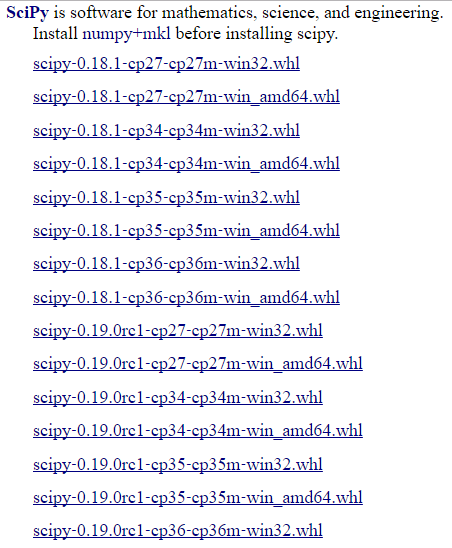 SciPy is software for mathematics, science, and engineering.
Install numpy+mkl before installing scipy.
scipy-0.18.1-cp27-cp27m-win32.whl
scipy-0.18.1-cp27-cp27m-win_amd64.whl
scipy-0.18.1-cp34-cp34m-win32.whl
scipy-0.18.1-cp34-cp34m-win_amd64.whl
scipy-0.18.1-cp35-cp35m-win32.whl
scipy-0.18.1-cp35-cp35m-win_amd64.whl
scipy-0.18.1-cp36-cp36m-win32.whl
scipy-0.18.1-cp36-cp36m-win_amd64.whl
scipy-0.19.0rc1-cp27-cp27m-win32.whl
scipy-0.19.0rc1-cp27-cp27m-win_amd64.whl
scipy-0.19.0rc1-cp34-cp34m-win32.whl
scipy-0.19.0rc1-cp34-cp34m-win_amd64.whl
scipy-0.19.0rc1-cp35-cp35m-win32.whl
scipy-0.19.0rc1-cp35-cp35m-win_amd64.whl
scipy-0.19.0rc1-cp36-cp36m-win32.whl